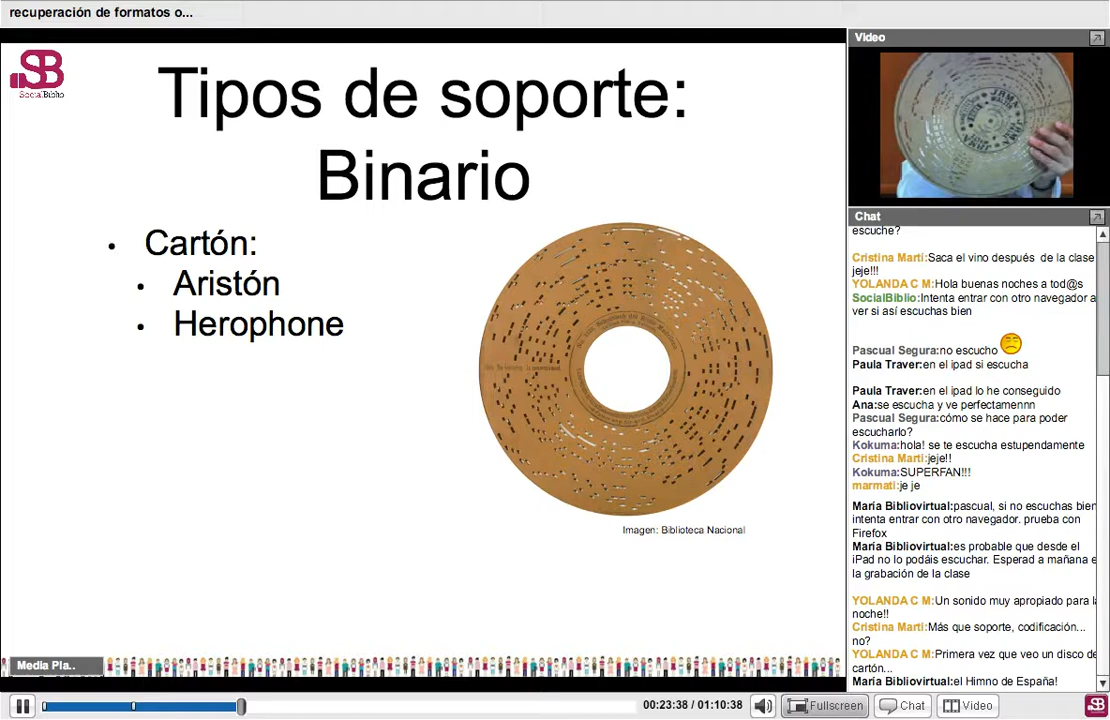 recuperación de formatos o...
SB
SocialBiblio
Tipos de soporte:
Binario
• Cartón:
• Aristón
• Herophone
Imagen: Biblioteca Nacional
Media Pla..
Video
JRMA
JRMA
Chat
escuche?
Cristina Marti:Saca el vino después de la clase
jeje!!!
YOLANDA C M:Hola buenas noches a tod@s
SocialBiblio:Intenta entrar con otro navegador a
ver si así escuchas bien
Pascual Segura:no escucho
Paula Traver:en el ipad si escucha
Paula Traver:en el ipad lo he conseguido
Ana:se escucha y ve perfectamennn
Pascual Segura:cómo se hace para poder
escucharlo?
Kokuma:hola! se te escucha estupendamente
Cristina Marti:jeje!!
Kokuma:SUPERFAN!!!
marmati:je je
María Bibliovirtual:pascual, si no escuchas bien
intenta entrar con otro navegador. prueba con
Firefox
María Bibliovirtual:es probable que desde el
iPad no lo podáis escuchar. Esperad a mañana e
la grabación de la clase
YOLANDA C M:Un sonido muy apropiado para la
noche!!
Cristina Marti:Más que soporte, codificación...
no?
YOLANDA C M:Primera vez que veo un disco de
cartón...
María Bibliovirtual:el Himno de España!
00:23:38 / 01:10:38
Fullscreen
Chat
Video
SB